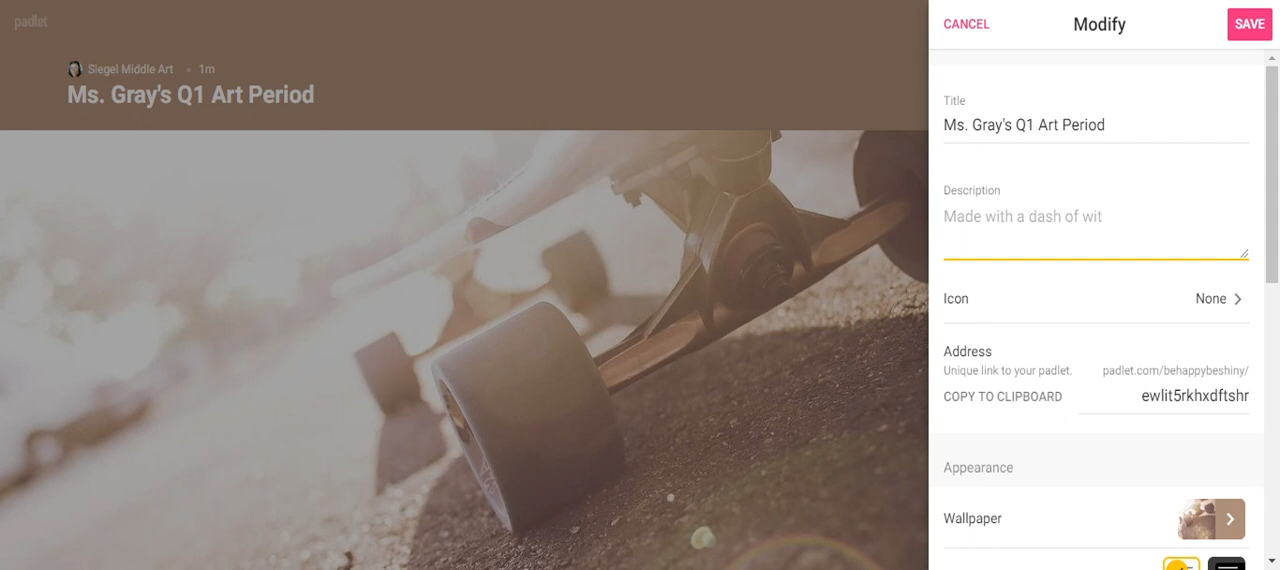 padlet
Siegel Middle Art • 1m
Ms. Gray's Q1 Art Period
CANCEL
Modify
SAVE
Title
Ms. Gray's Q1 Art Period
Description
Made with a dash of wit
Icon
None
Address
Unique link to your padlet.
padlet.com/behappybeshiny/
COPY TO CLIPBOARD
ewlit5rkhxdftshr
Appearance
Wallpaper